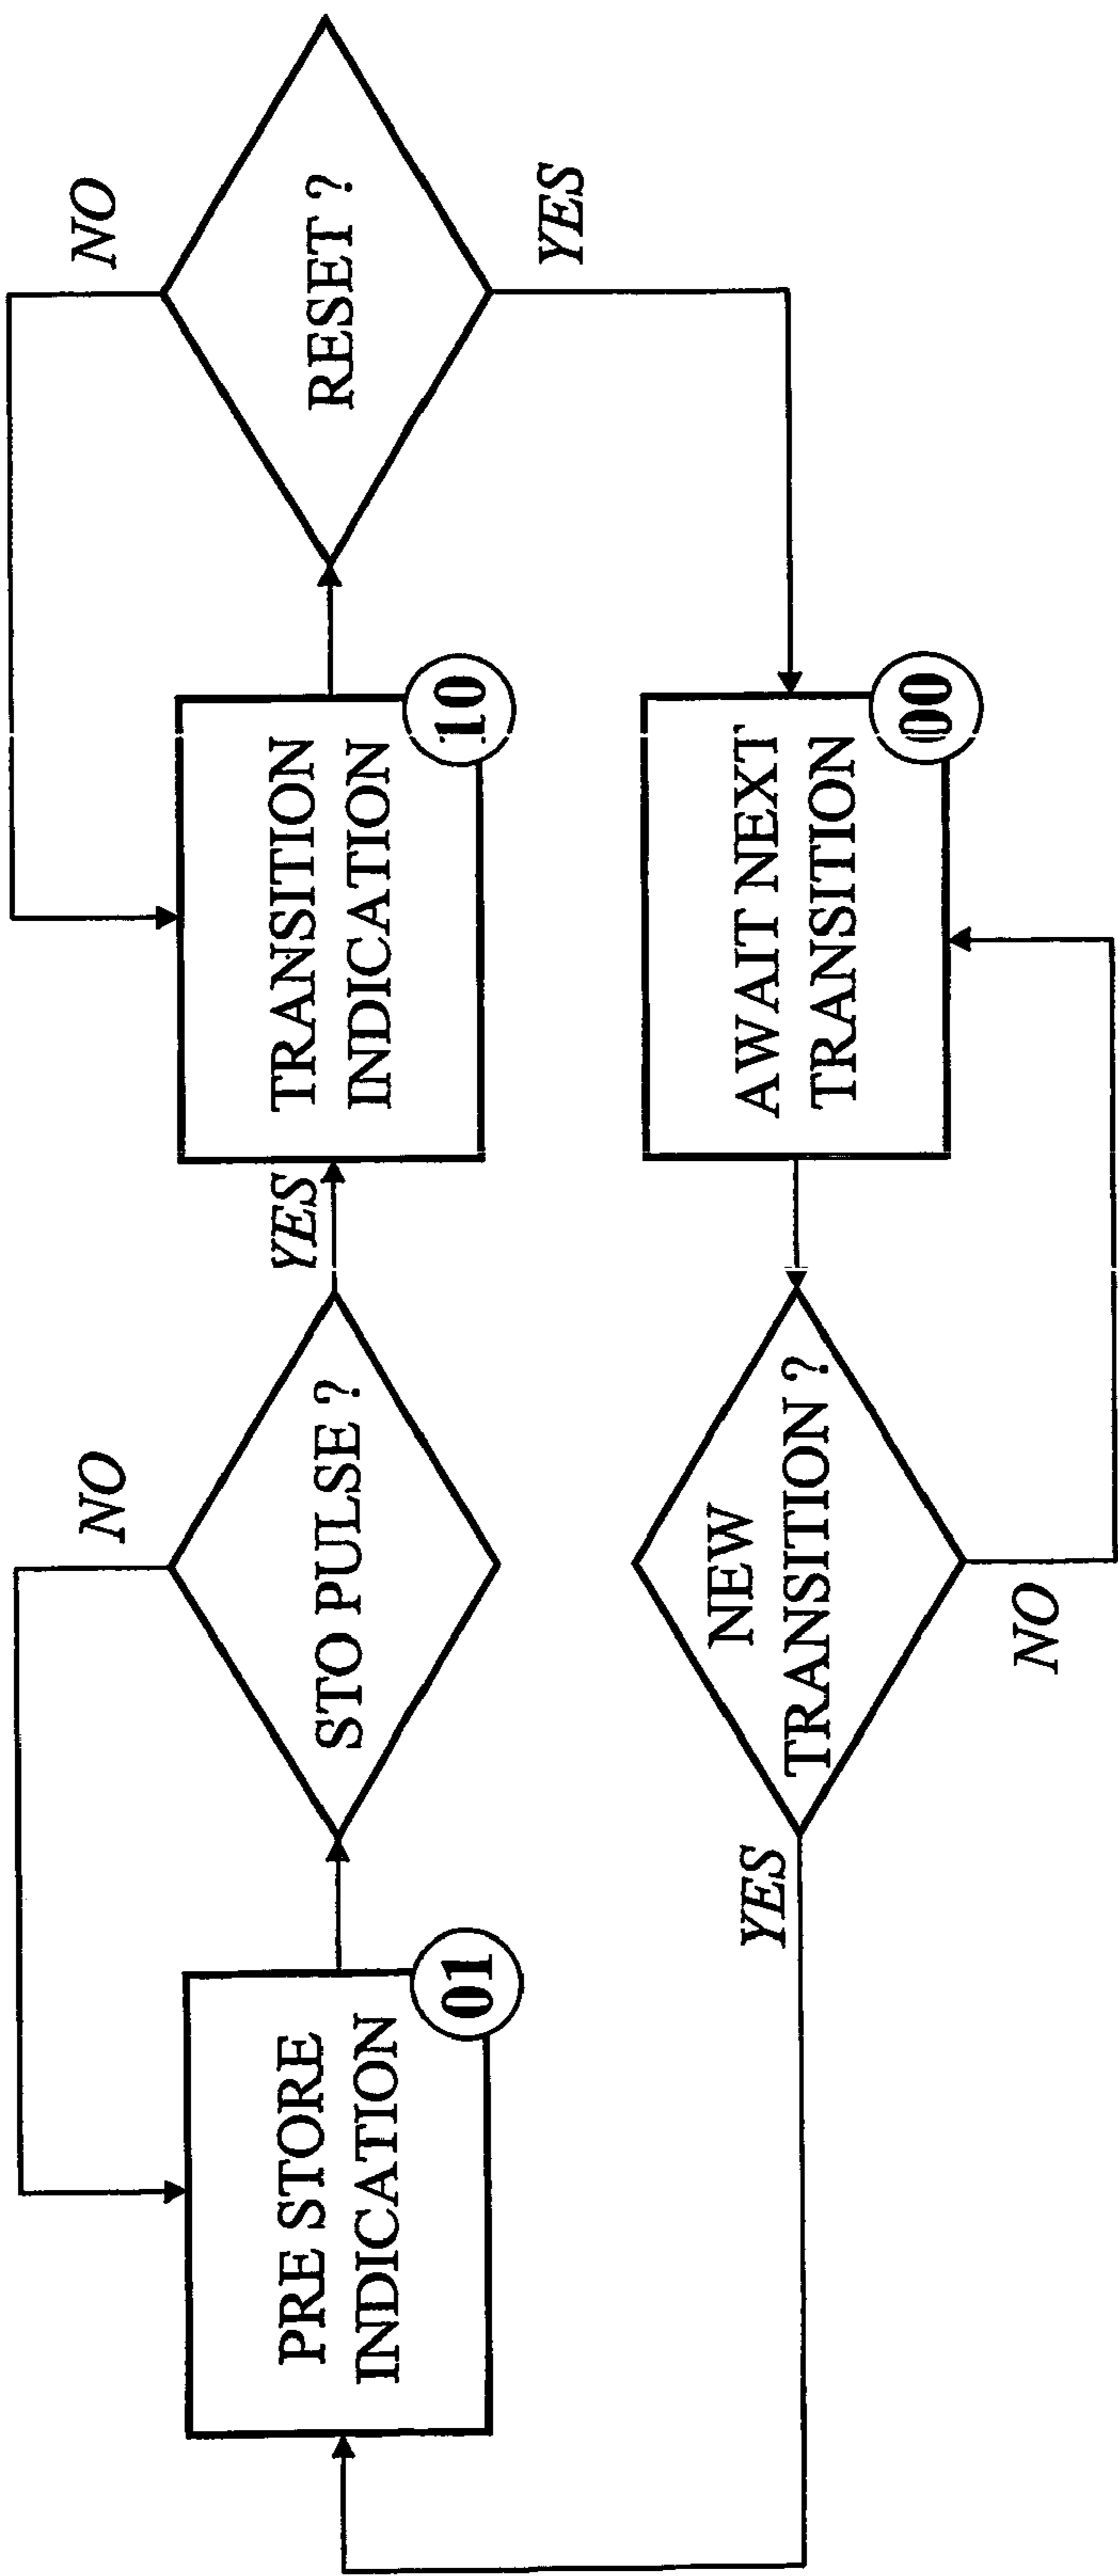 NO
NO
PRE STORE
INDICATION
01
STO PULSE ?
YES
TRANSITION
INDICATION
10
RESET ?
YES
YES
NEW
TRANSITION ?
NO
AWAIT NEXT
TRANSITION
00